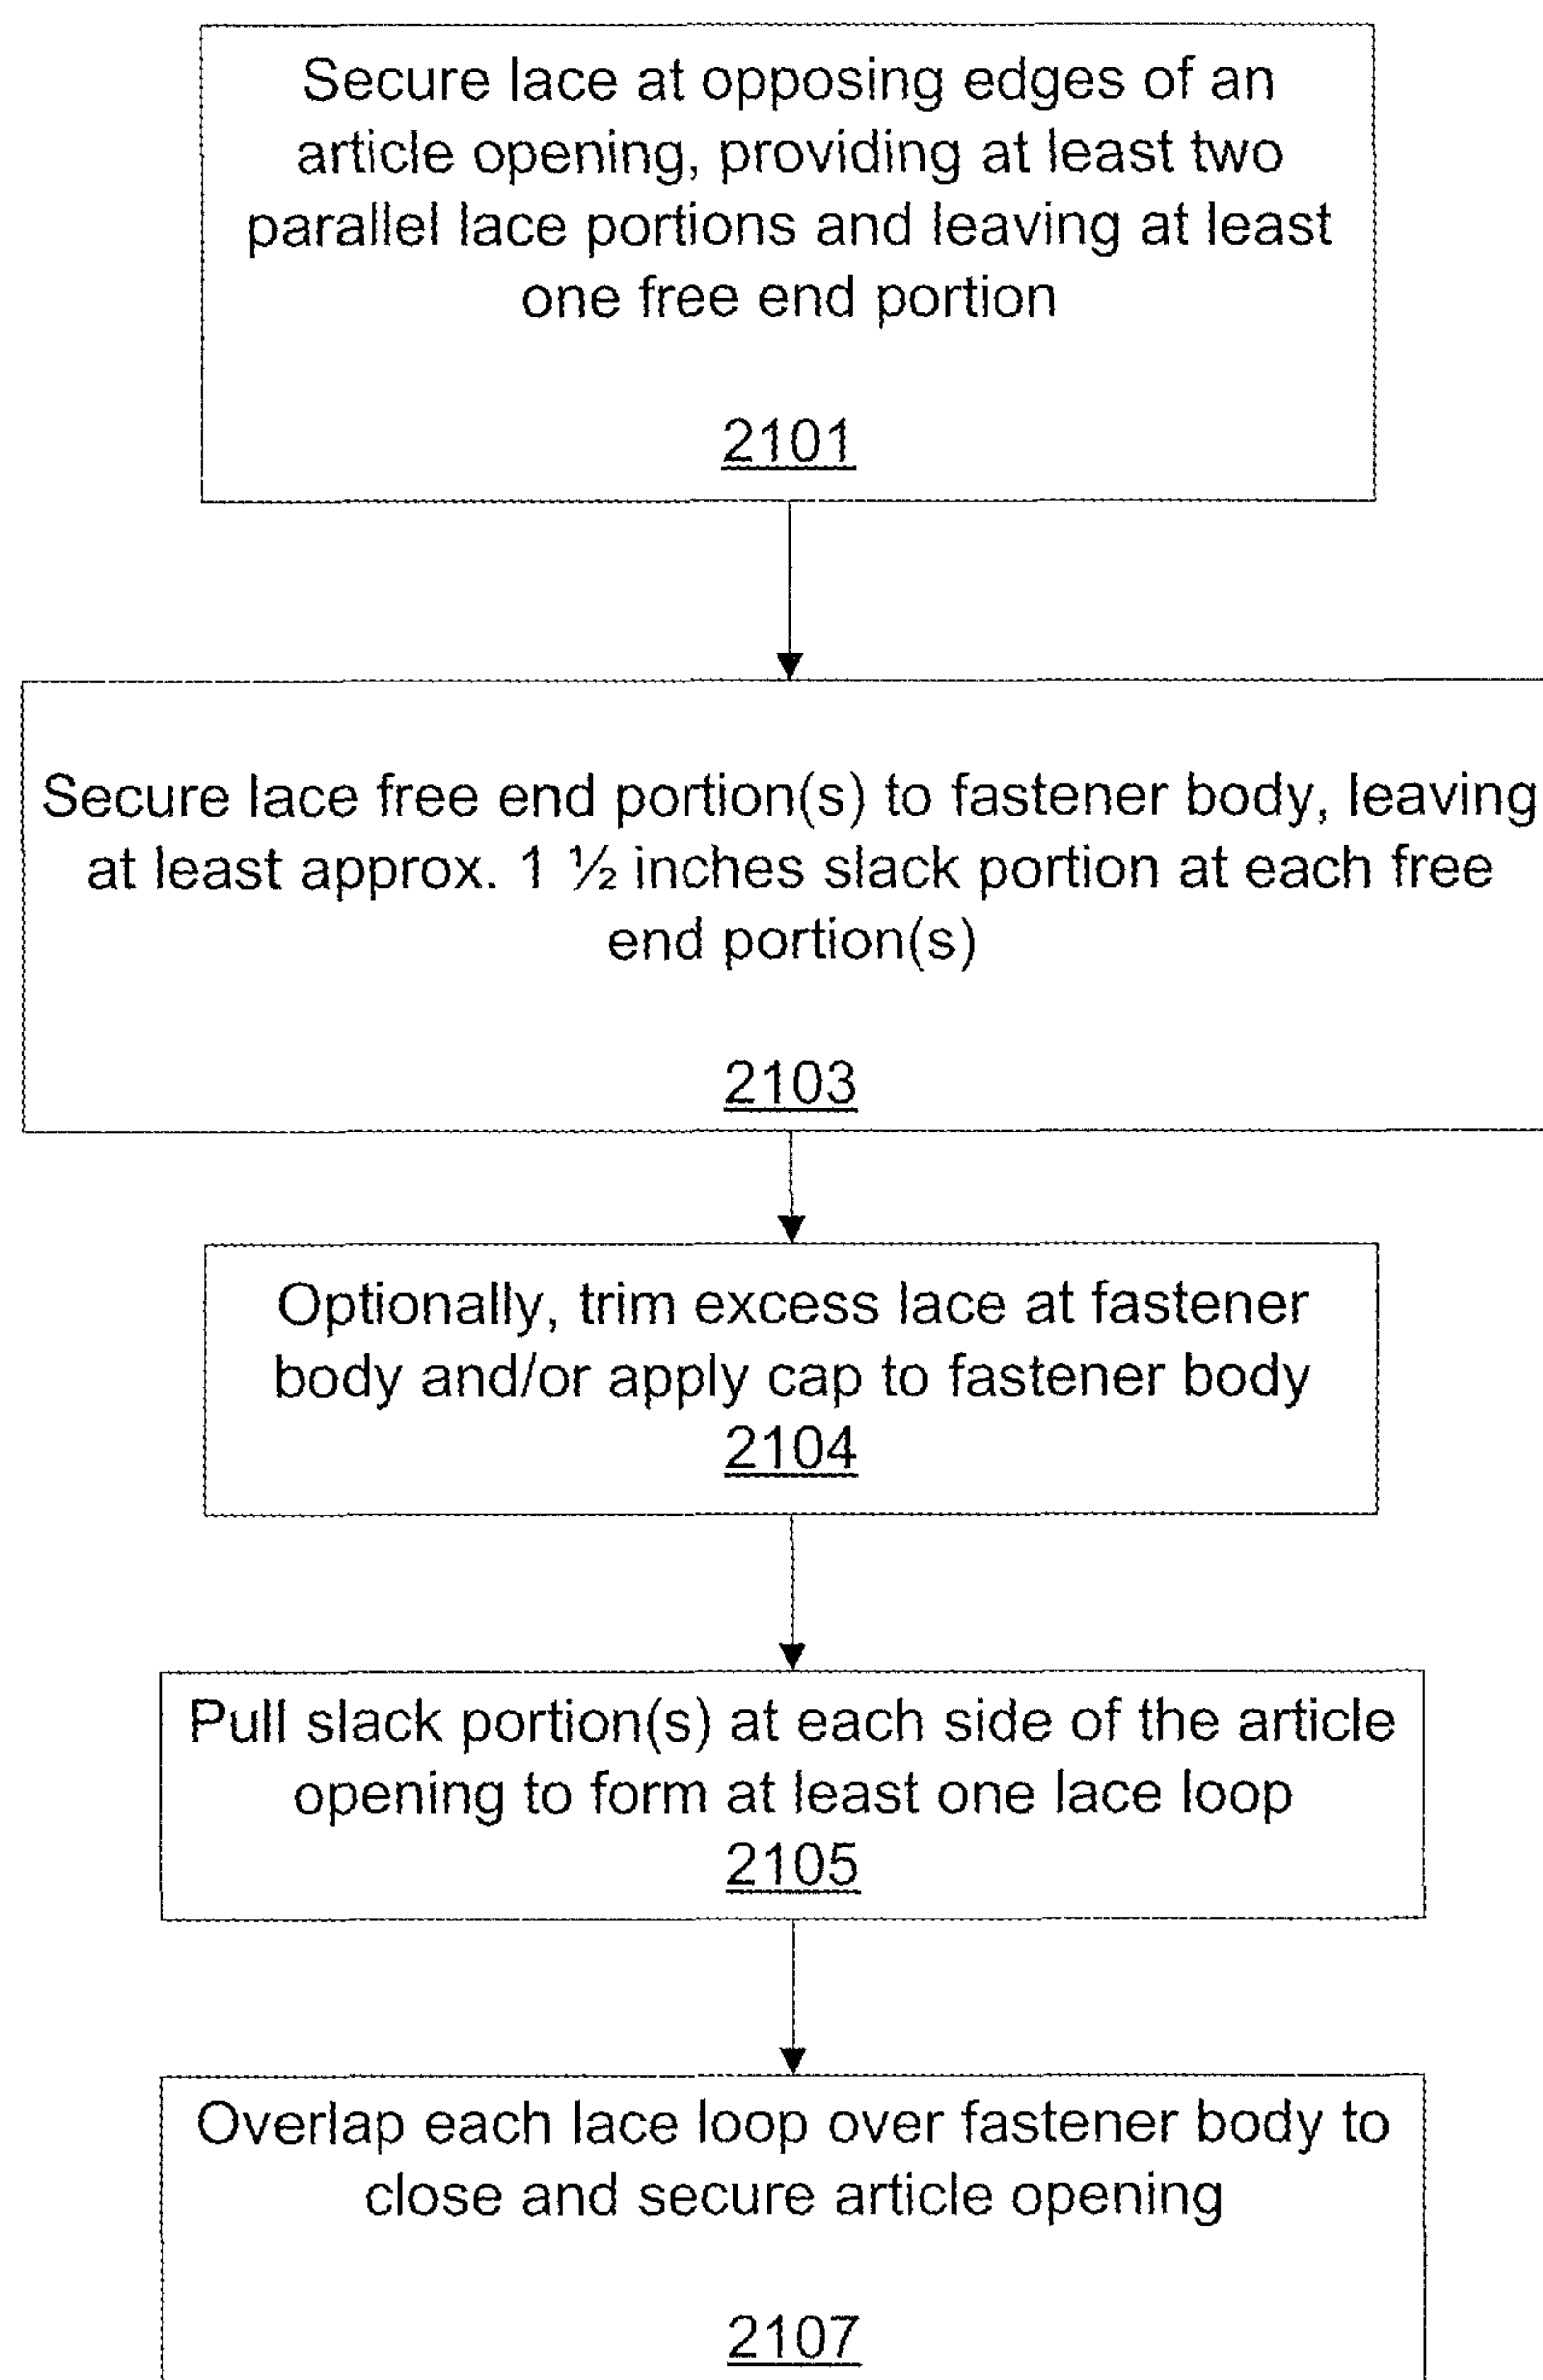 Secure lace at opposing edges of an
article opening, providing at least two
parallel lace portions and leaving at least
one free end portion
2101
Secure lace free end portion(s) to fastener body, leaving
at least approx. 1 ½ inches slack portion at each free
end portion(s)
2103
Optionally, trim excess lace at fastener
body and/or apply cap to fastener body
2104
Pull slack portion(s) at each side of the article
opening to form at least one lace loop
2105
Overlap each lace loop over fastener body to
close and secure article opening
2107